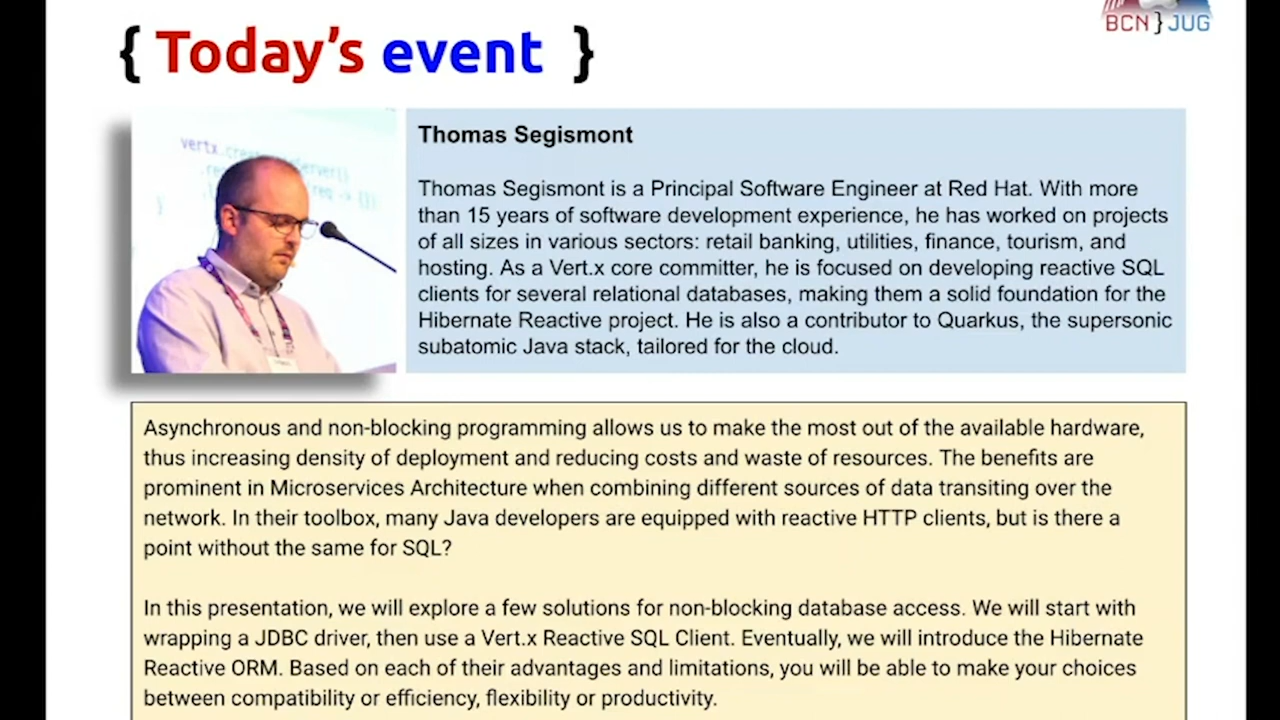 { Today's event }
BCN}JUG
vertx.cre
Thomas Segismont
Thomas Segismont is a Principal Software Engineer at Red Hat. With more
than 15 years of software development experience, he has worked on projects
of all sizes in various sectors: retail banking, utilities, finance, tourism, and
hosting. As a Vert.x core committer, he is focused on developing reactive SQL
clients for several relational databases, making them a solid foundation for the
Hibernate Reactive project. He is also a contributor to Quarkus, the supersonic
subatomic Java stack, tailored for the cloud.
Asynchronous and non-blocking programming allows us to make the most out of the available hardware,
thus increasing density of deployment and reducing costs and waste of resources. The benefits are
prominent in Microservices Architecture when combining different sources of data transiting over the
network. In their toolbox, many Java developers are equipped with reactive HTTP clients, but is there a
point without the same for SQL?
In this presentation, we will explore a few solutions for non-blocking database access. We will start with
wrapping a JDBC driver, then use a Vert.x Reactive SQL Client. Eventually, we will introduce the Hibernate
Reactive ORM. Based on each of their advantages and limitations, you will be able to make your choices
between compatibility or efficiency, flexibility or productivity.